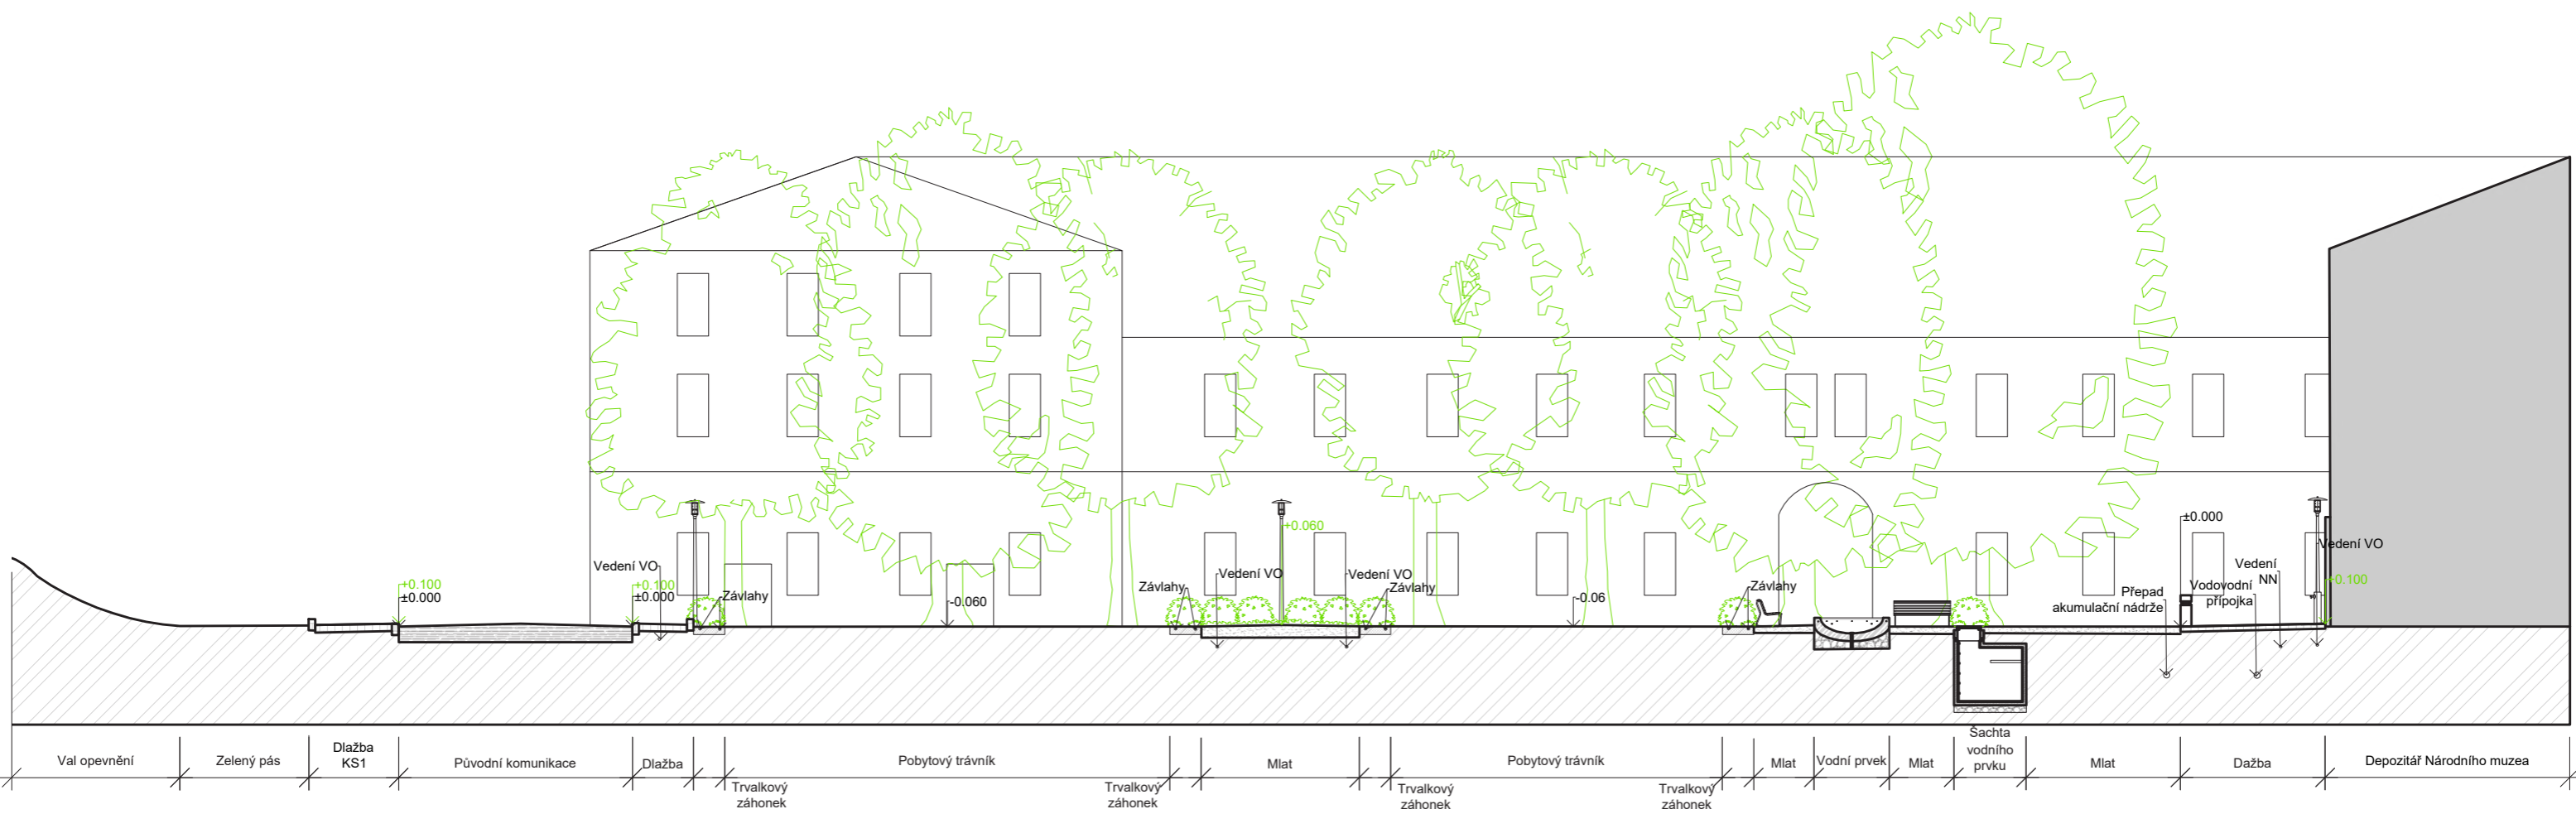 +0.060
±0.000
Vedení VO
Vedení VO
+0.100
±0.000
+0.100
±0.000
Závlahy
-0.060
Závlahy
Vedení VO
Vedení VO
Závlahy
-0.06
Závlahy
Přepad
akumulační nádrže
Vodovodní
přípojka
Vedení
NN
+0.100
Val opevnění
Zelený pás
Dlažba
KS1
Původní komunikace
Dlažba
Trvalkový
záhonek
Pobytový trávník
Trvalkový
záhonek
Mlat
Trvalkový
záhonek
Pobytový trávník
Trvalkový
záhonek
Mlat
Vodní prvek
Mlat
Šachta
vodního
prvku
Mlat
Dažba
Depozitář Národního muzea